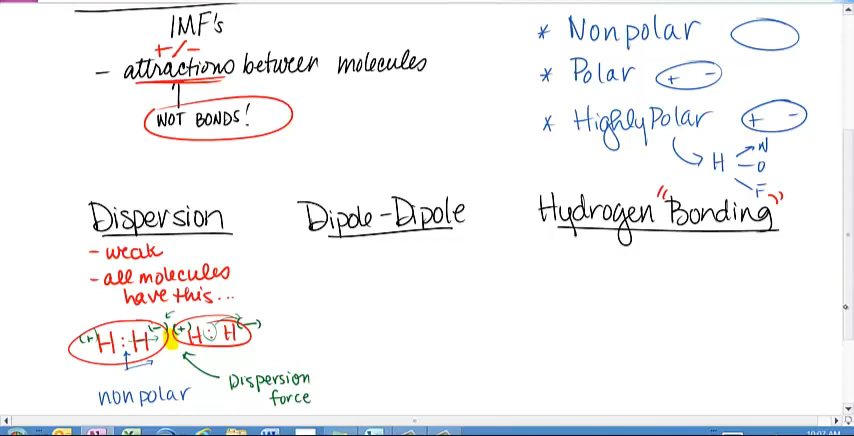 IMF's
+/-
- attractions between molecules
NOT BONDS!
* Nonpolar
* Polar + -
* Highly Polar + -
H N
O
F
Dispersion
- weak
- all molecules
have this...
(+) H : H (-) (+) H : H (-)
nonpolar
Dispersion
force
Dipole-Dipole
Hydrogen "Bonding"